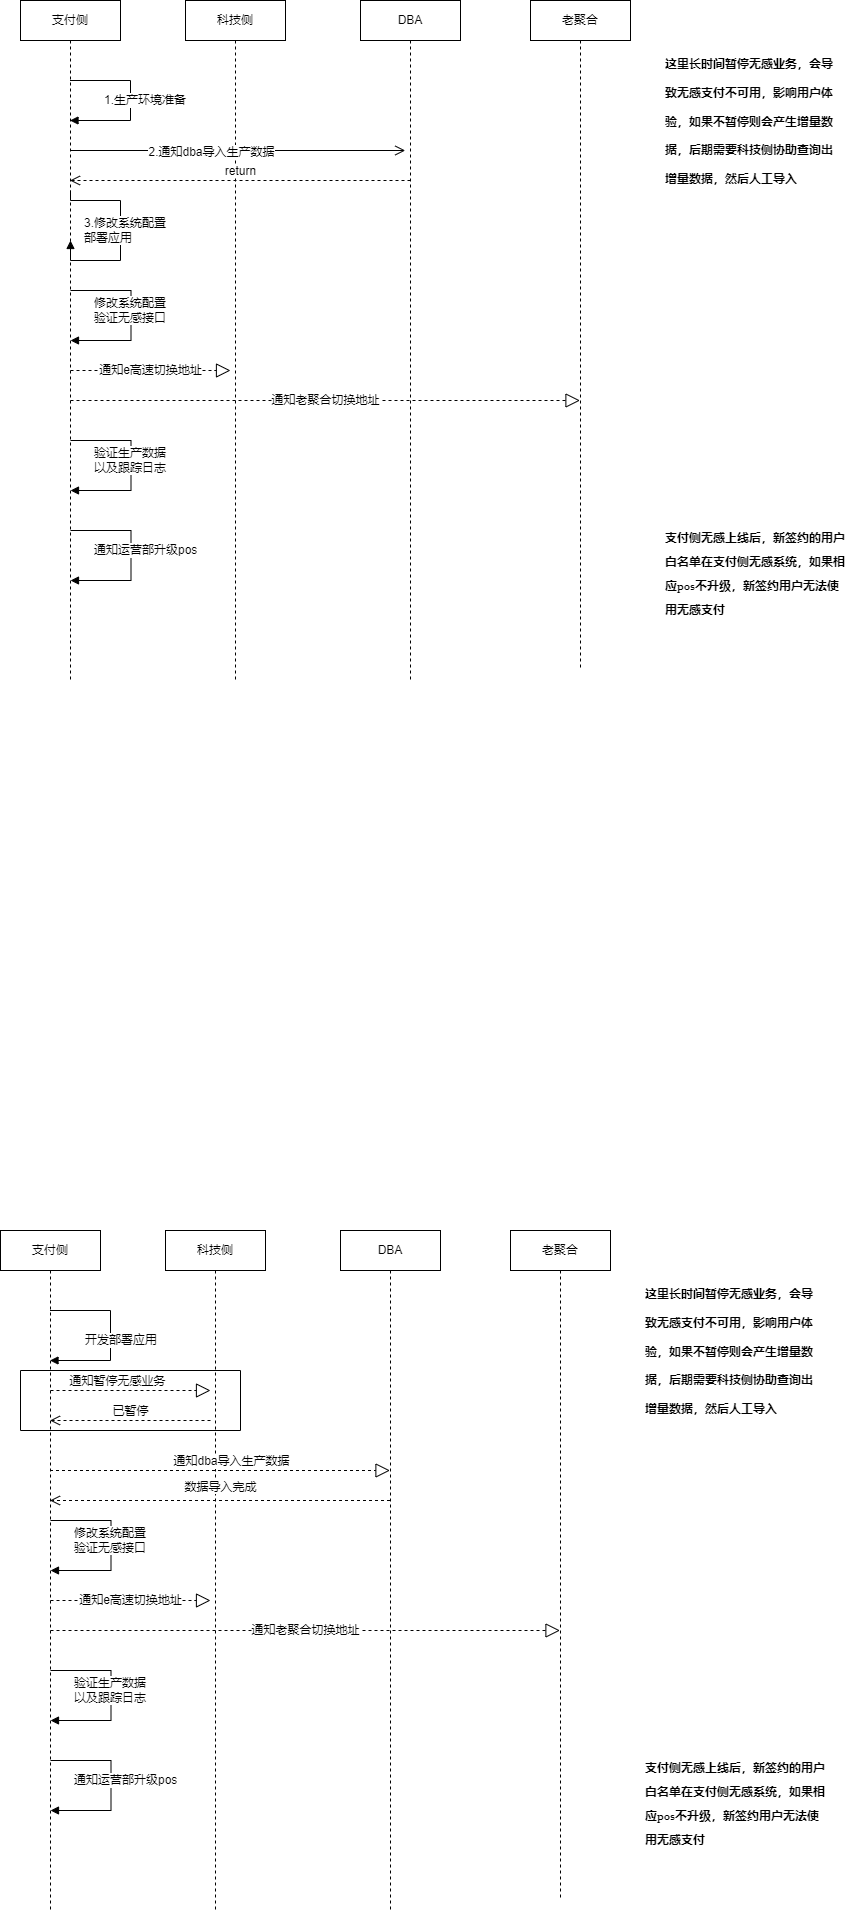 支付侧
科技侧
DBA
老聚合
这里长时间暂停无感业务，会导
致无感支付不可用，影响用户体
验，如果不暂停则会产生增量数
据，后期需要科技侧协助查询出
增量数据，然后人工导入
1.生产环境准备
2.通知dba导入生产数据
return
3.修改系统配置
部署应用
修改系统配置
验证无感接口
通知e高速切换地址
通知老聚合切换地址
验证生产数据
以及跟踪日志
通知运营部升级pos
支付侧无感上线后，新签约的用户
白名单在支付侧无感系统，如果相
应pos不升级，新签约用户无法使
用无感支付
支付侧
科技侧
DBA
老聚合
这里长时间暂停无感业务，会导
致无感支付不可用，影响用户体
验，如果不暂停则会产生增量数
据，后期需要科技侧协助查询出
增量数据，然后人工导入
开发部署应用
通知暂停无感业务
已暂停
通知dba导入生产数据
数据导入完成
修改系统配置
验证无感接口
通知e高速切换地址
通知老聚合切换地址
验证生产数据
以及跟踪日志
通知运营部升级pos
支付侧无感上线后，新签约的用户
白名单在支付侧无感系统，如果相
应pos不升级，新签约用户无法使
用无感支付